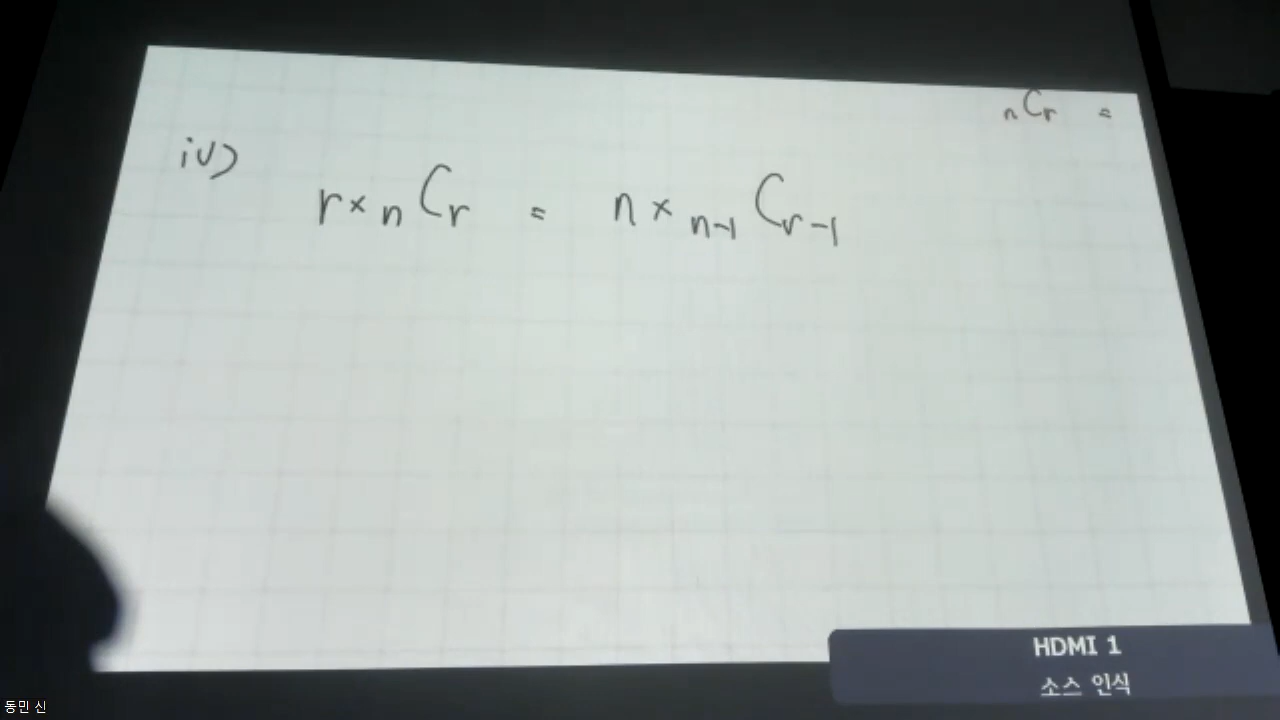 nCr =
iv)
r × nCr = n × n-1Cr-1
HDMI 1
소스 인식
동민 신